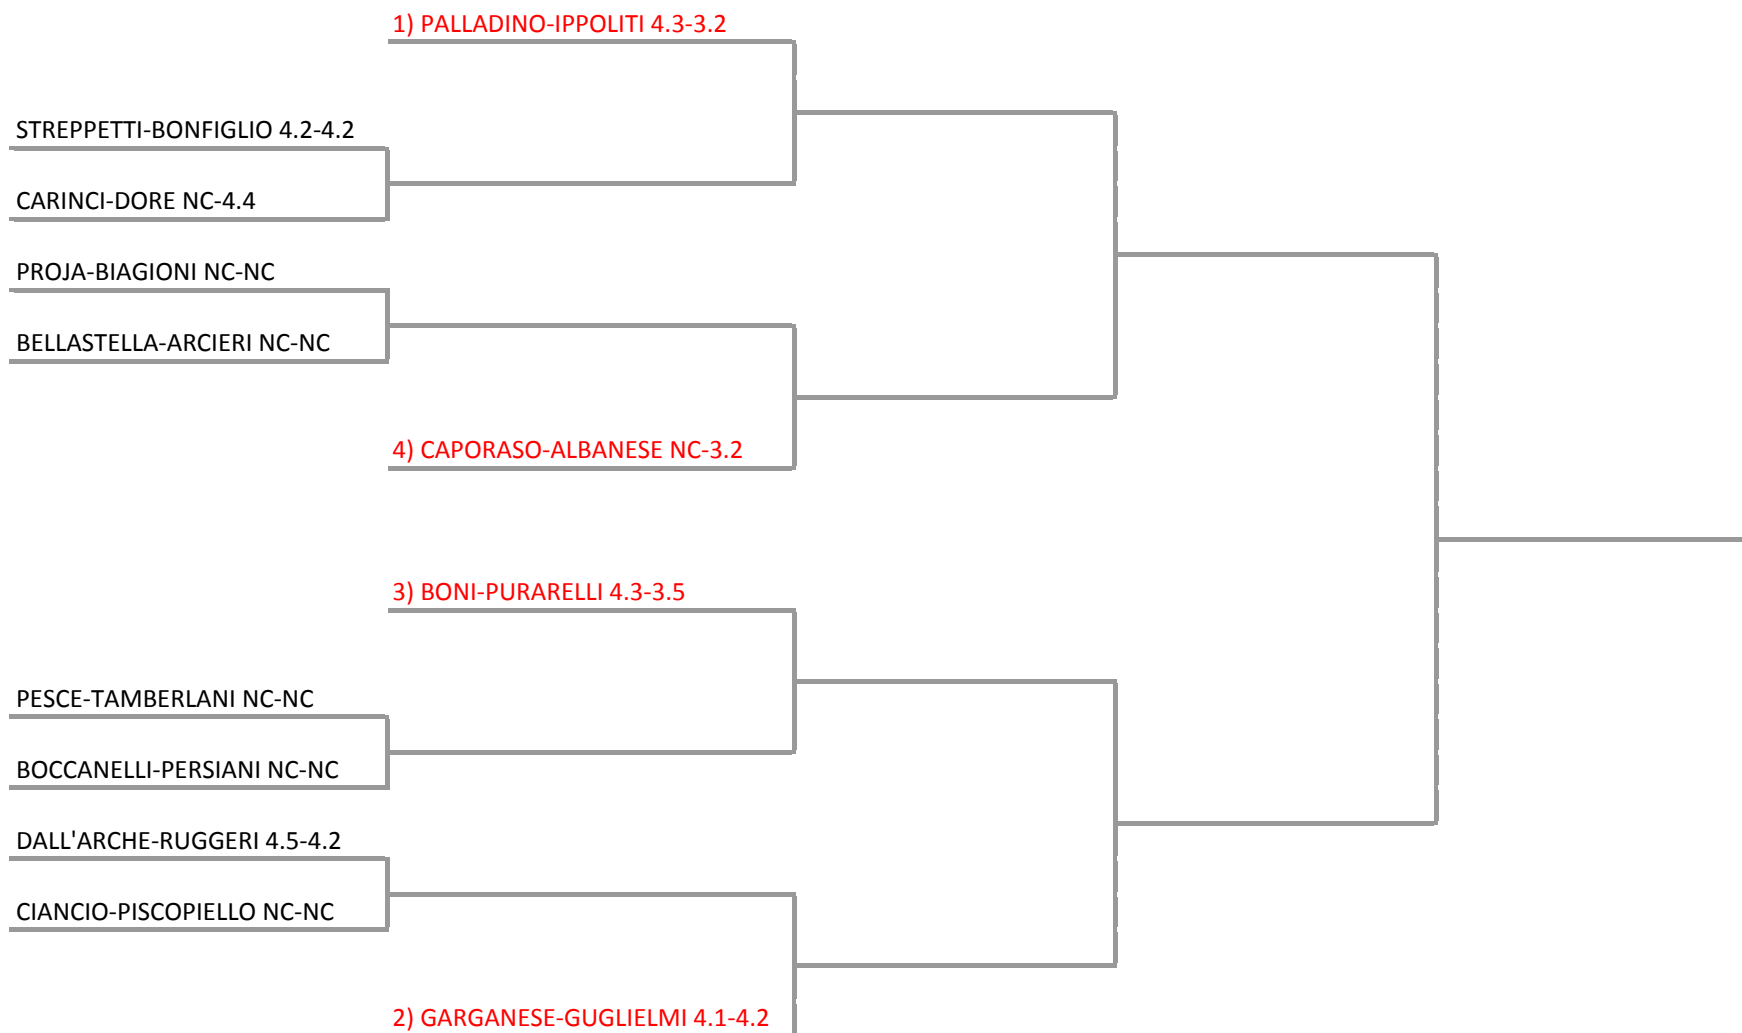 1) PALLADINO-IPPOLITI 4.3-3.2
STREPPETTI-BONFIGLIO 4.2-4.2
CARINCI-DORE NC-4.4
PROJA-BIAGIONI NC-NC
BELLASTELLA-ARCIERI NC-NC
4) CAPORASO-ALBANESE NC-3.2
3) BONI-PURARELLI 4.3-3.5
PESCE-TAMBERLANI NC-NC
BOCCANELLI-PERSIANI NC-NC
DALL'ARCHE-RUGGERI 4.5-4.2
CIANCIO-PISCOPIELLO NC-NC
2) GARGANESE-GUGLIELMI 4.1-4.2